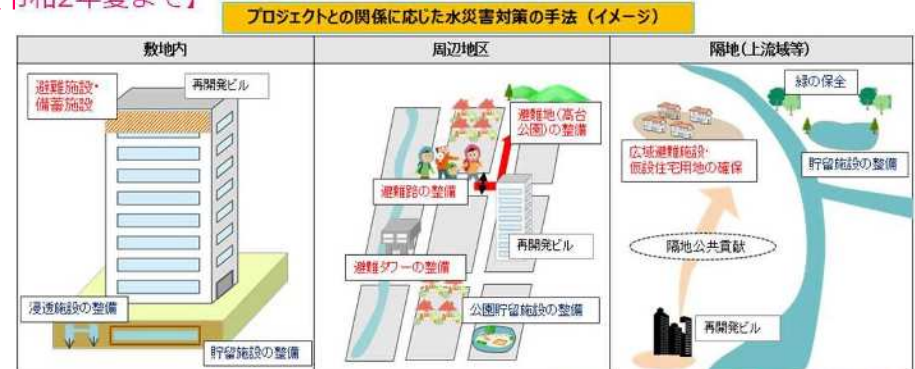 令和2年夏まで】
プロジェクトとの関係に応じた水災害対策の手法（イメージ）
敷地内
周辺地区
隔地(上流域等)
避難施設・
備蓄施設
再開発ビル
浸透施設の整備
貯留施設の整備
避難地(高台
公園)の整備
避難路の整備
再開発ビル
避難タワーの整備
公園貯留施設の整備
緑の保全
広域避難施設・
仮設住宅用地の確保
貯留施設の整備
隔地公共貢献
再開発ビル